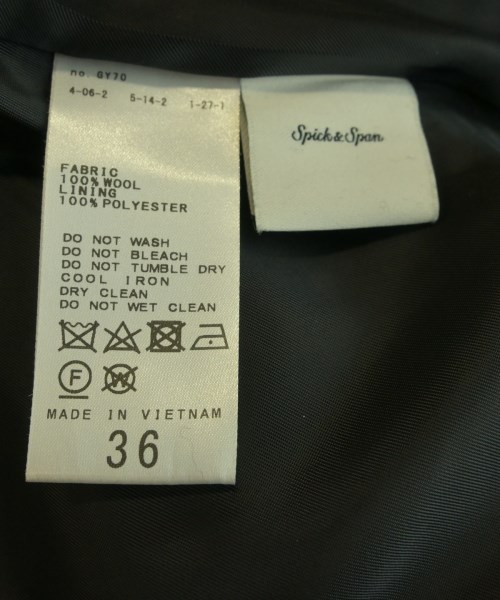 no. GY70
4-06-2 5-14-2 1-27-1
Spick & Span
FABRIC
100% WOOL
LINING
100% POLYESTER
DO NOT WASH
DO NOT BLEACH
DO NOT TUMBLE DRY
COOL IRON
DRY CLEAN
DO NOT WET CLEAN
F W
MADE IN VIETNAM
36